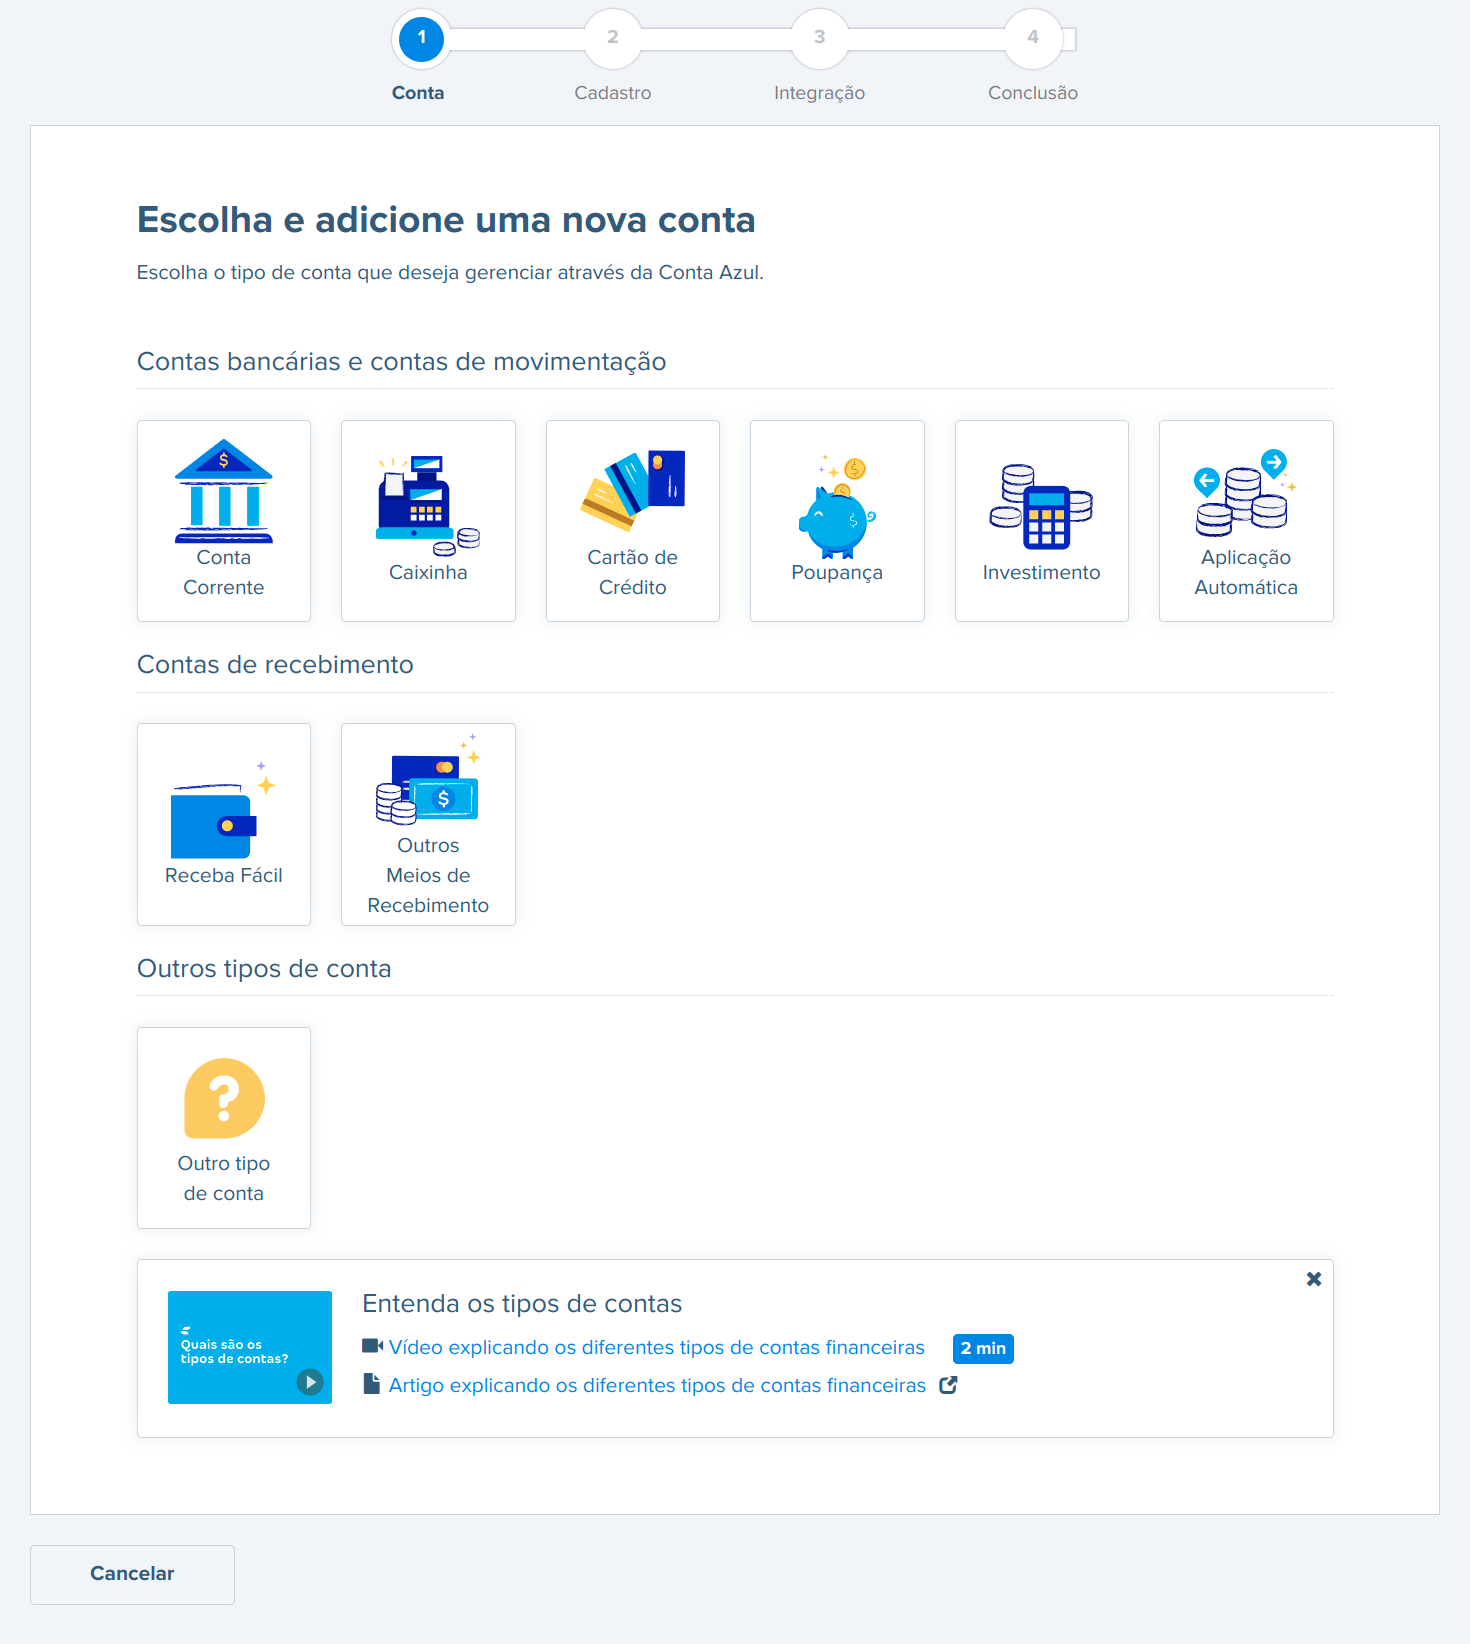 1
2
3
4
Conta
Cadastro
Integração
Conclusão
Escolha e adicione uma nova conta
Escolha o tipo de conta que deseja gerenciar através da Conta Azul.
Contas bancárias e contas de movimentação
$
Conta
Corrente
Caixinha
Cartão de
Crédito
$
$
Poupança
Investimento
Aplicação
Automática
Contas de recebimento
Receba Fácil
$
Outros
Meios de
Recebimento
Outros tipos de conta
?
Outro tipo
de conta
Quais são os
tipos de contas?
Entenda os tipos de contas
Vídeo explicando os diferentes tipos de contas financeiras
2 min
Artigo explicando os diferentes tipos de contas financeiras
Cancelar